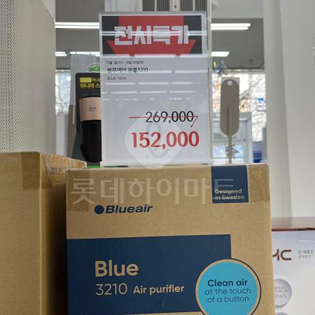 전시특가
269,000
152,000
롯데하이마트
Blueair
Designed
in Sweden
Blue
3210 Air purifier
Clean air
at the touch
of a button